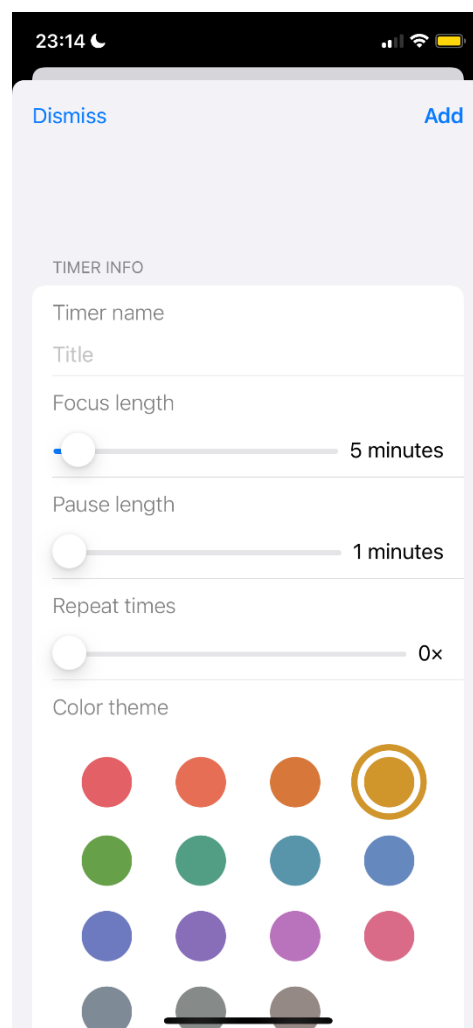 23:14
Dismiss
Add
TIMER INFO
Timer name
Title
Focus length
5 minutes
Pause length
1 minutes
Repeat times
0×
Color theme